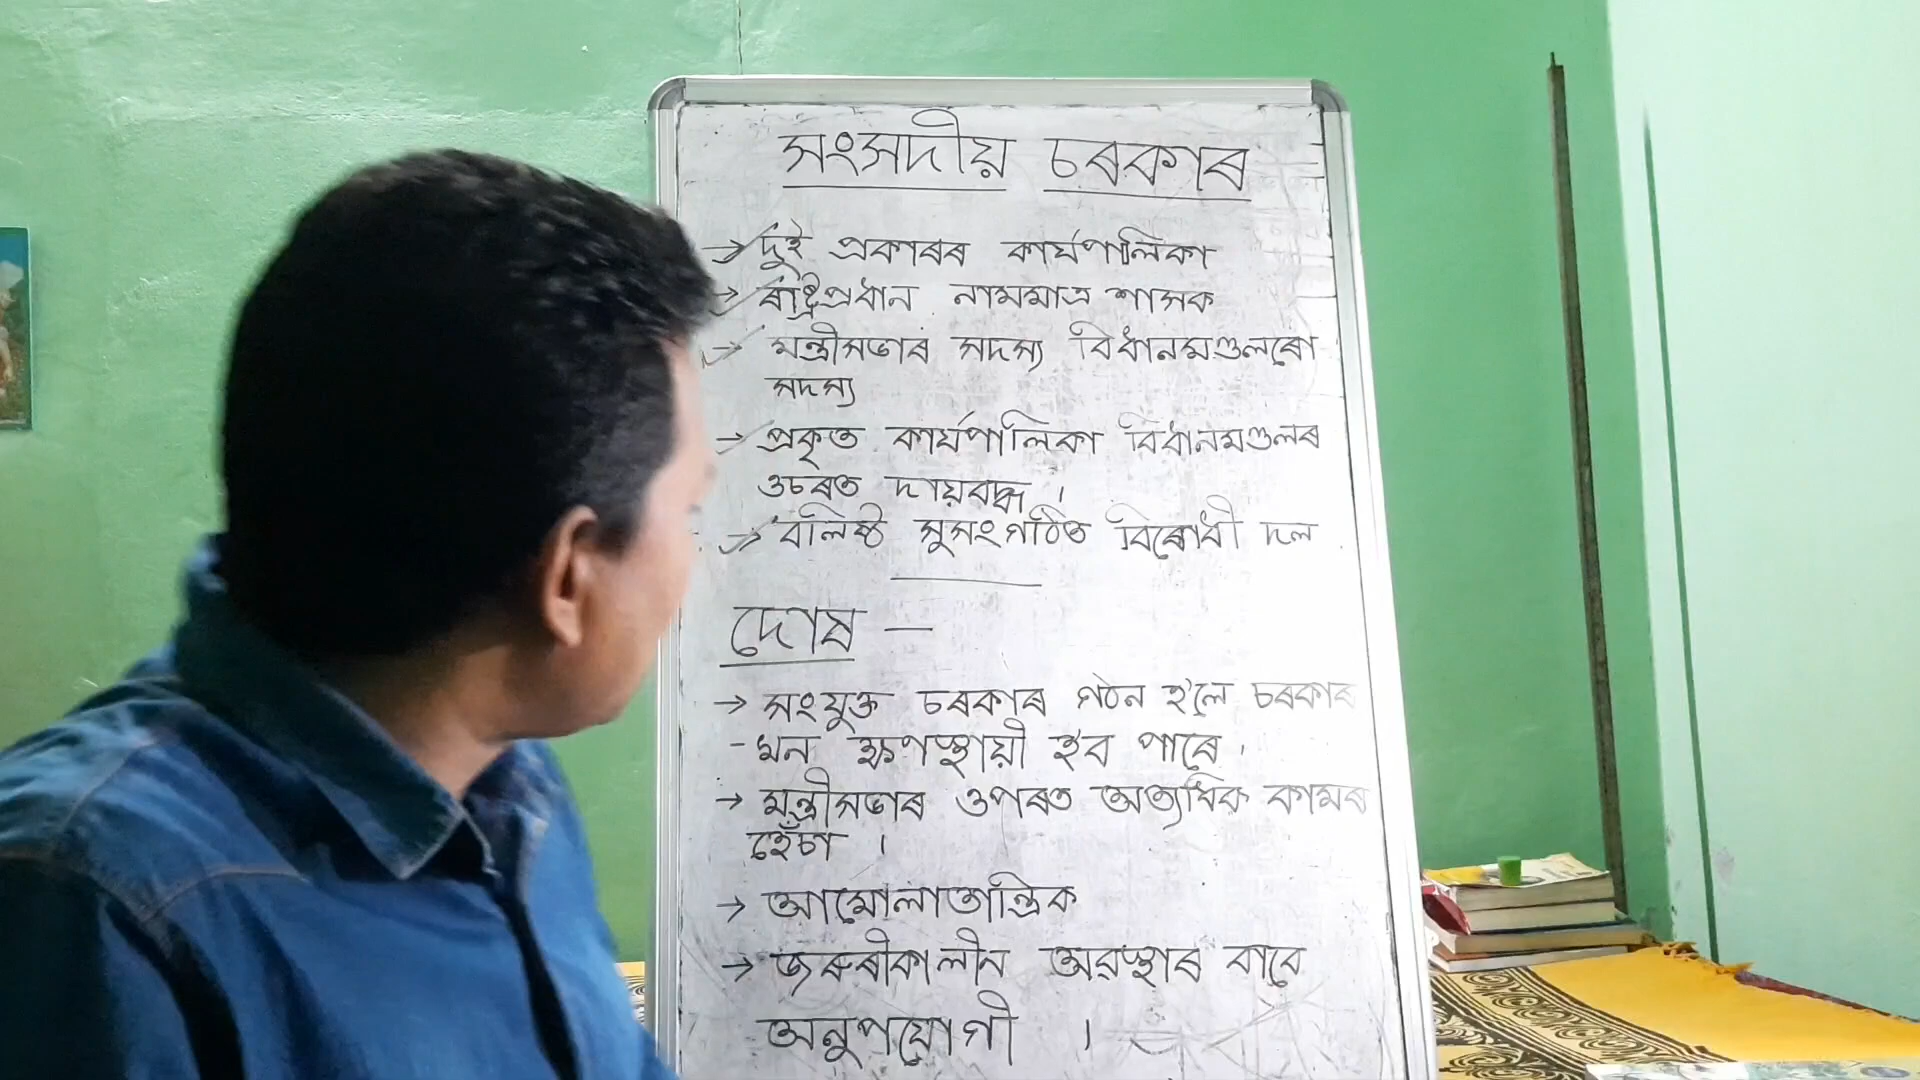 সংসদীয় চৰকাৰ
→ দুই প্ৰকাৰৰ কাৰ্যপালিকা
→ ৰাষ্ট্ৰপ্ৰধান নামমাত্ৰ শাসক
→ মন্ত্ৰীসভাৰ সদস্য বিধানমণ্ডলৰো
সদস্য
→ প্ৰকৃত কাৰ্যপালিকা বিধানমণ্ডলৰ
ওচৰত দায়বদ্ধ ।
→ বলিষ্ঠ সুসংগঠিত বিৰোধী দল
দোষ —
→ সংযুক্ত চৰকাৰ গঠন হ'লে চৰকাৰ
- মন ক্ষণস্থায়ী হ'ব পাৰে ।
→ মন্ত্ৰীসভাৰ ওপৰত অত্যধিক কামৰ
হেঁচা ।
→ আমোলাতান্ত্ৰিক
→ জৰুৰীকালীন অৱস্থাৰ বাবে
অনুপযোগী ।